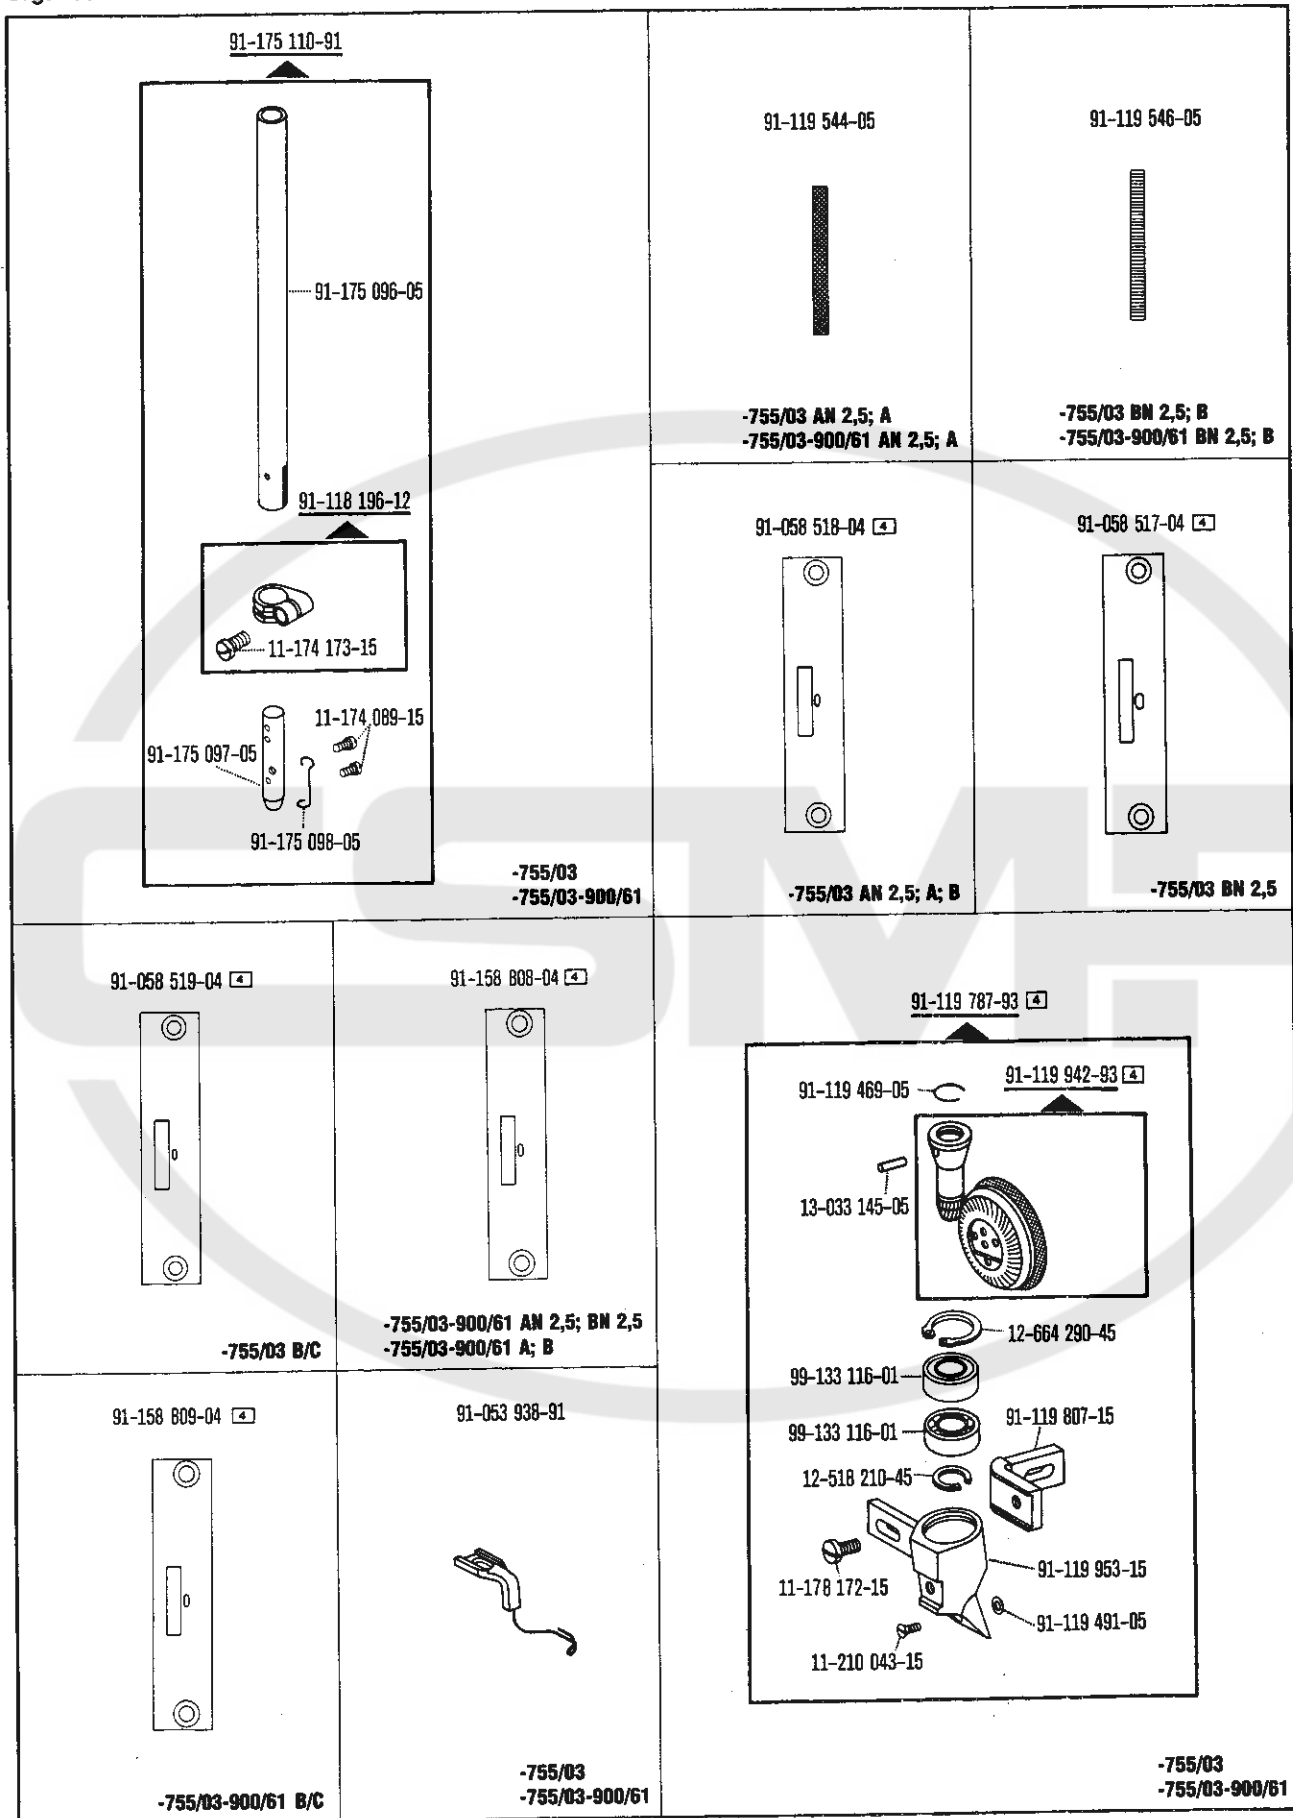 91-175 110-91
91-175 096-05
91-118 196-12
11-174 173-15
11-174 089-15
91-175 097-05
91-175 098-05
-755/03
-755/03-900/61
91-119 544-05
-755/03 AN 2,5; A
-755/03-900/61 AN 2,5; A
91-119 546-05
-755/03 BN 2,5; B
-755/03-900/61 BN 2,5; B
91-058 518-04 4
-755/03 AN 2,5; A; B
91-058 517-04 4
-755/03 BN 2,5
91-058 519-04 4
-755/03 B/C
91-158 808-04 4
-755/03-900/61 AN 2,5; BN 2,5
-755/03-900/61 A; B
91-119 787-93 4
91-119 469-05
91-119 942-93 4
13-033 145-05
12-664 290-45
99-133 116-01
99-133 116-01
91-119 807-15
12-518 210-45
11-178 172-15
91-119 953-15
91-119 491-05
11-210 043-15
-755/03
-755/03-900/61
91-158 809-04 4
-755/03-900/61 B/C
91-053 938-91
-755/03
-755/03-900/61